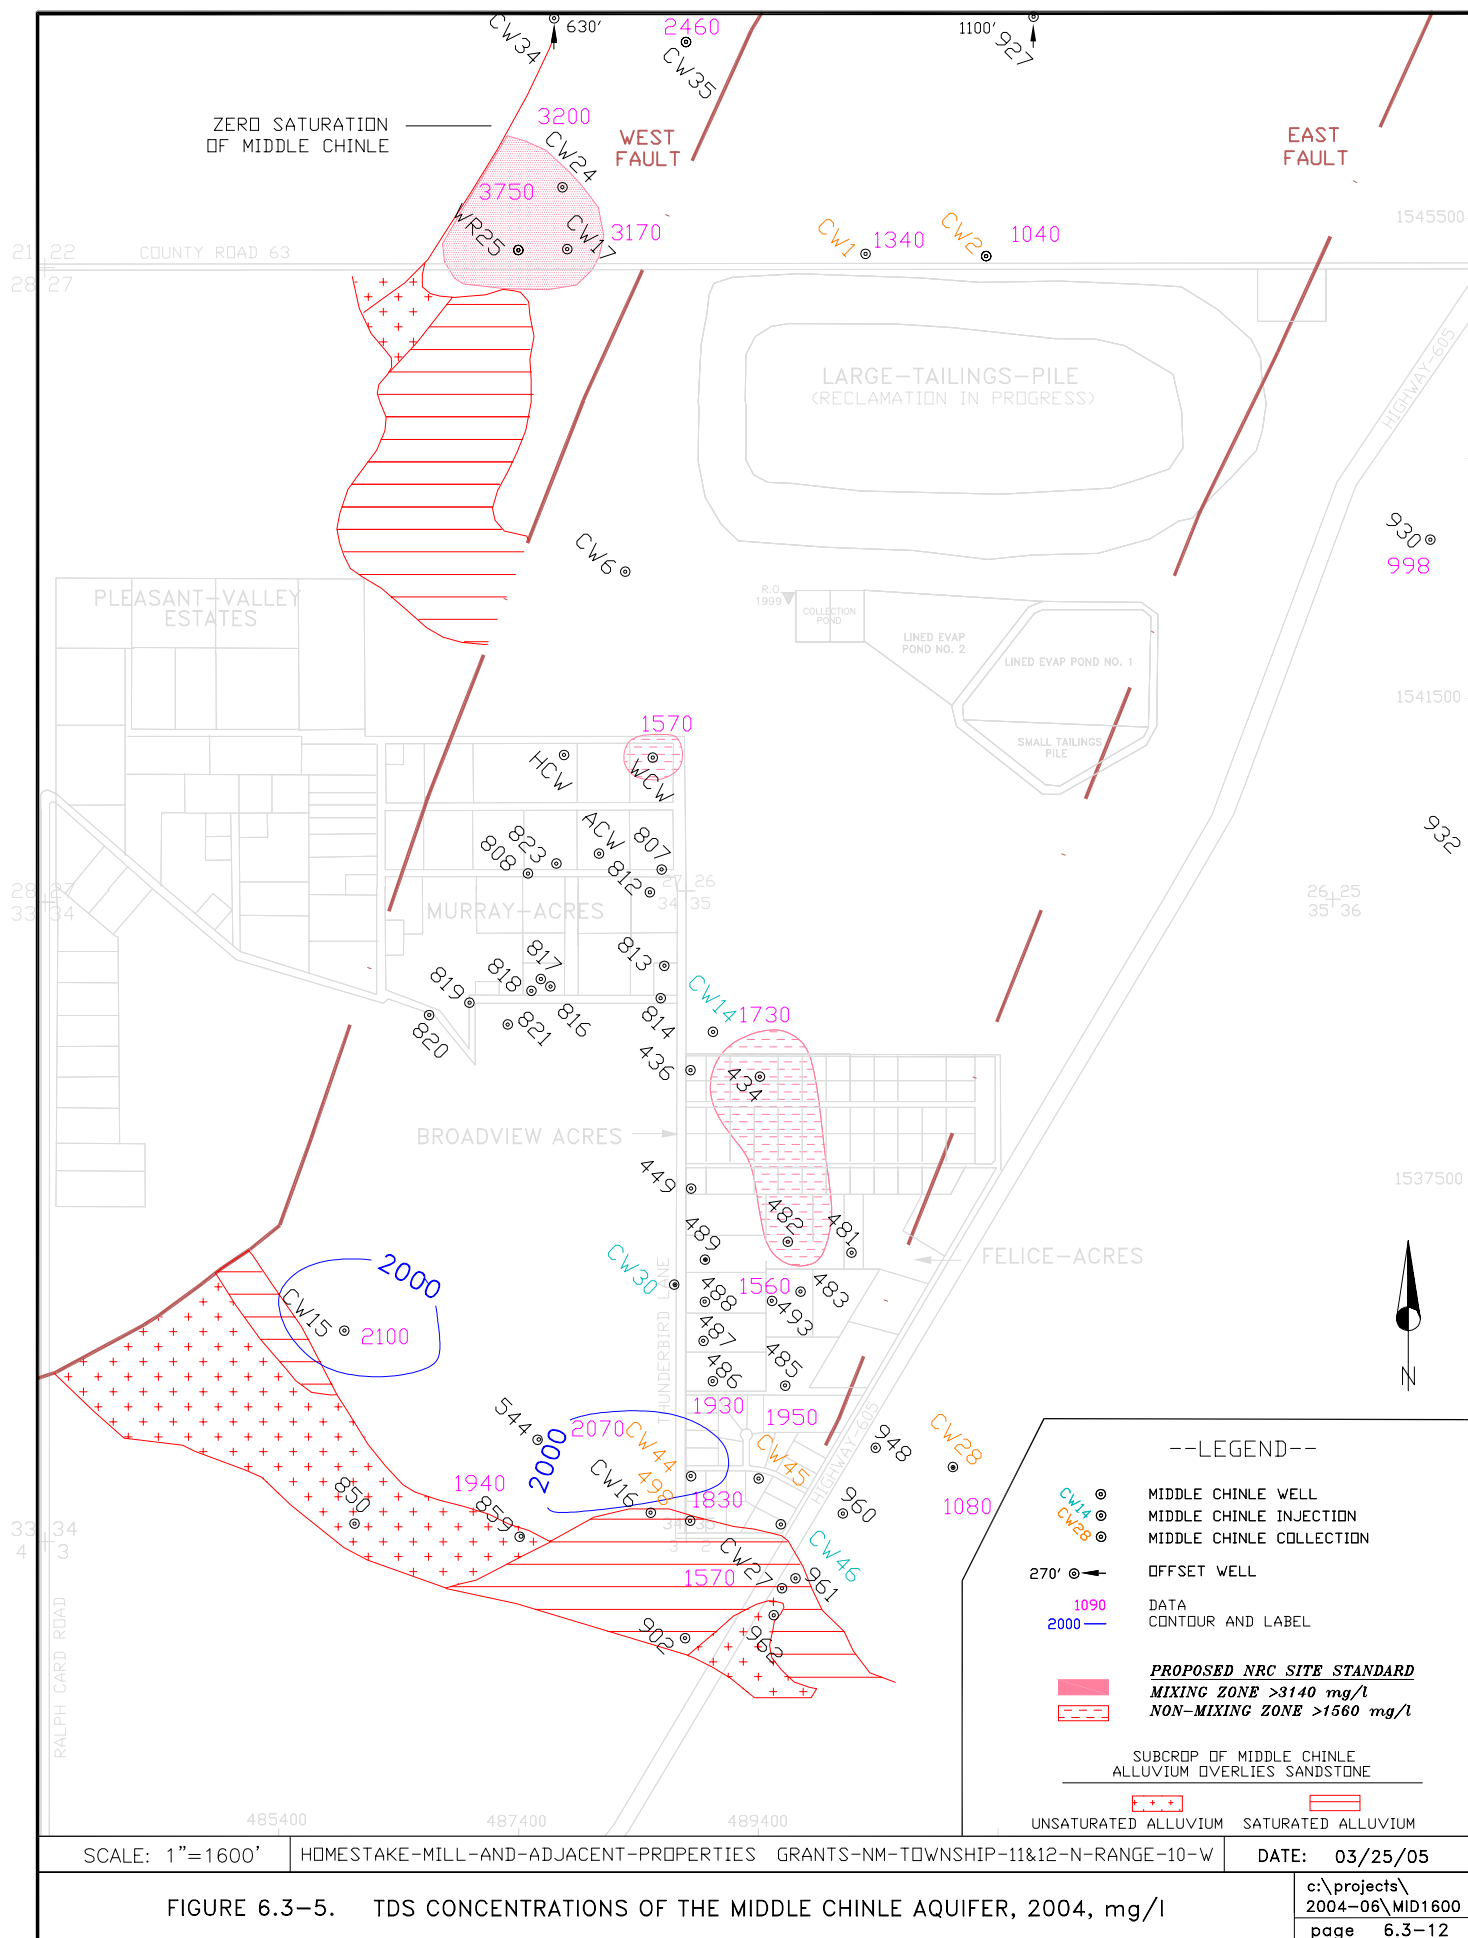 CW34
630'
2460
CW35
1100'
927
ZERO SATURATION
OF MIDDLE CHINLE
3200
CW24
WEST
FAULT
EAST
FAULT
3750
WR25
CW17
3170
CW1
1340
CW2
1040
1545500
21 22
28 27
COUNTY ROAD 63
LARGE-TAILINGS-PILE
(RECLAMATION IN PROGRESS)
HIGHWAY-605
CW6
930
998
PLEASANT-VALLEY
ESTATES
R.O.
1999
COLLECTION
POND
LINED EVAP
POND NO. 2
LINED EVAP POND NO. 1
1541500
SMALL TAILINGS
PILE
1570
HCW
WCW
823
808
ACW
807
812
932
28 27
33 34
27 26
34 35
26 25
35 36
MURRAY-ACRES
817
818
819
813
816
821
820
814
CW14
1730
436
434
BROADVIEW ACRES
449
1537500
482
481
489
FELICE-ACRES
CW30
THUNDERBIRD LANE
1560
488
493
483
2000
CW15
2100
487
486
485
1930
1950
544
2070
2000
CW44
498
CW16
CW45
HIGHWAY-605
948
CW28
1080
1940
859
850
1830
960
33 34
4 3
34 35
3 2
CW46
CW27
961
1570
902
962
RALPH CARD ROAD
485400
487400
489400
N
--LEGEND--
CW14
CW28
MIDDLE CHINLE WELL
MIDDLE CHINLE INJECTION
MIDDLE CHINLE COLLECTION
270'
OFFSET WELL
1090
DATA
2000
CONTOUR AND LABEL
PROPOSED NRC SITE STANDARD
MIXING ZONE >3140 mg/l
NON-MIXING ZONE >1560 mg/l
SUBCROP OF MIDDLE CHINLE
ALLUVIUM OVERLIES SANDSTONE
UNSATURATED ALLUVIUM
SATURATED ALLUVIUM
SCALE: 1"=1600'
HOMESTAKE-MILL-AND-ADJACENT-PROPERTIES GRANTS-NM-TOWNSHIP-11&12-N-RANGE-10-W
DATE: 03/25/05
FIGURE 6.3-5. TDS CONCENTRATIONS OF THE MIDDLE CHINLE AQUIFER, 2004, mg/l
c:\projects\
2004-06\MID1600
page 6.3-12